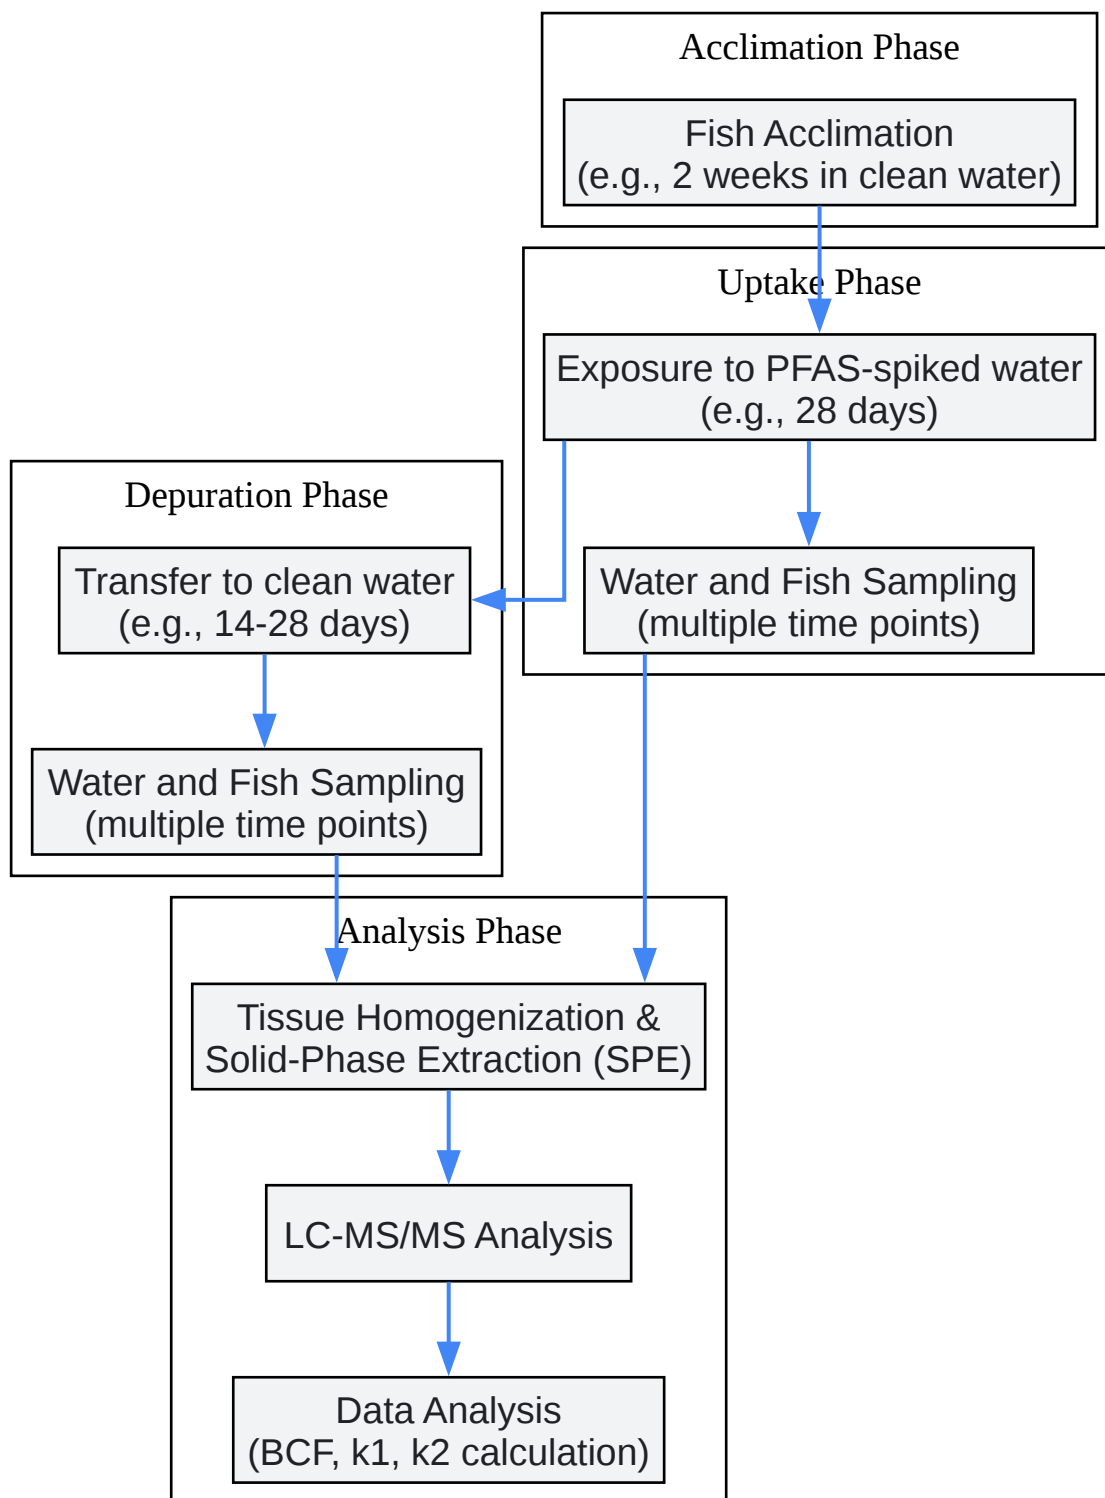 Acclimation Phase
Fish Acclimation
(e.g., 2 weeks in clean water)
Uptake Phase
Exposure to PFAS-spiked water
(e.g., 28 days)
Water and Fish Sampling
(multiple time points)
Depuration Phase
Transfer to clean water
(e.g., 14-28 days)
Water and Fish Sampling
(multiple time points)
Analysis Phase
Tissue Homogenization &
Solid-Phase Extraction (SPE)
LC-MS/MS Analysis
Data Analysis
(BCF, k1, k2 calculation)